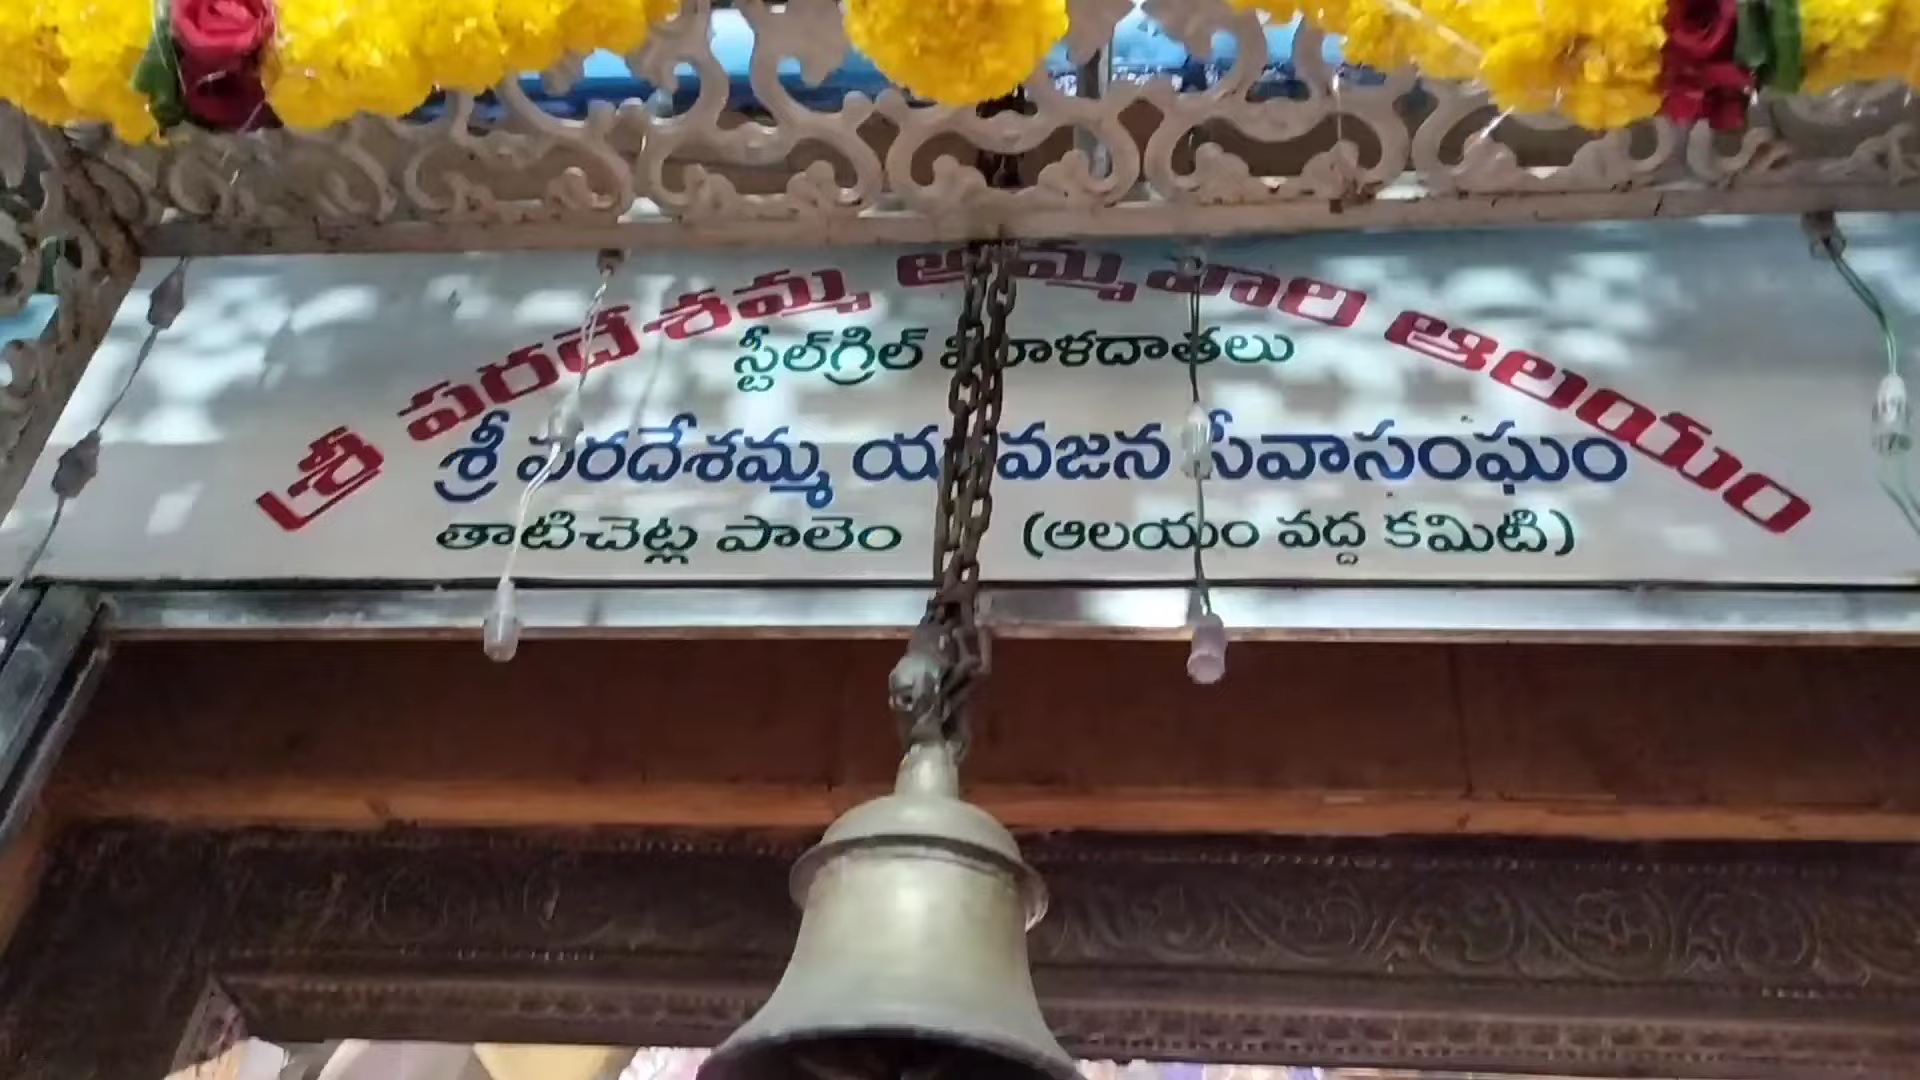 శ్రీ పరదేశమ్మ అమ్మవారి ఆలయం
స్టీల్‌గ్రిల్ విరాళదాతలు
శ్రీ పరదేశమ్మ యువజన సేవాసంఘం
తాటిచెట్ల పాలెం (ఆలయం వద్ద కమిటి)